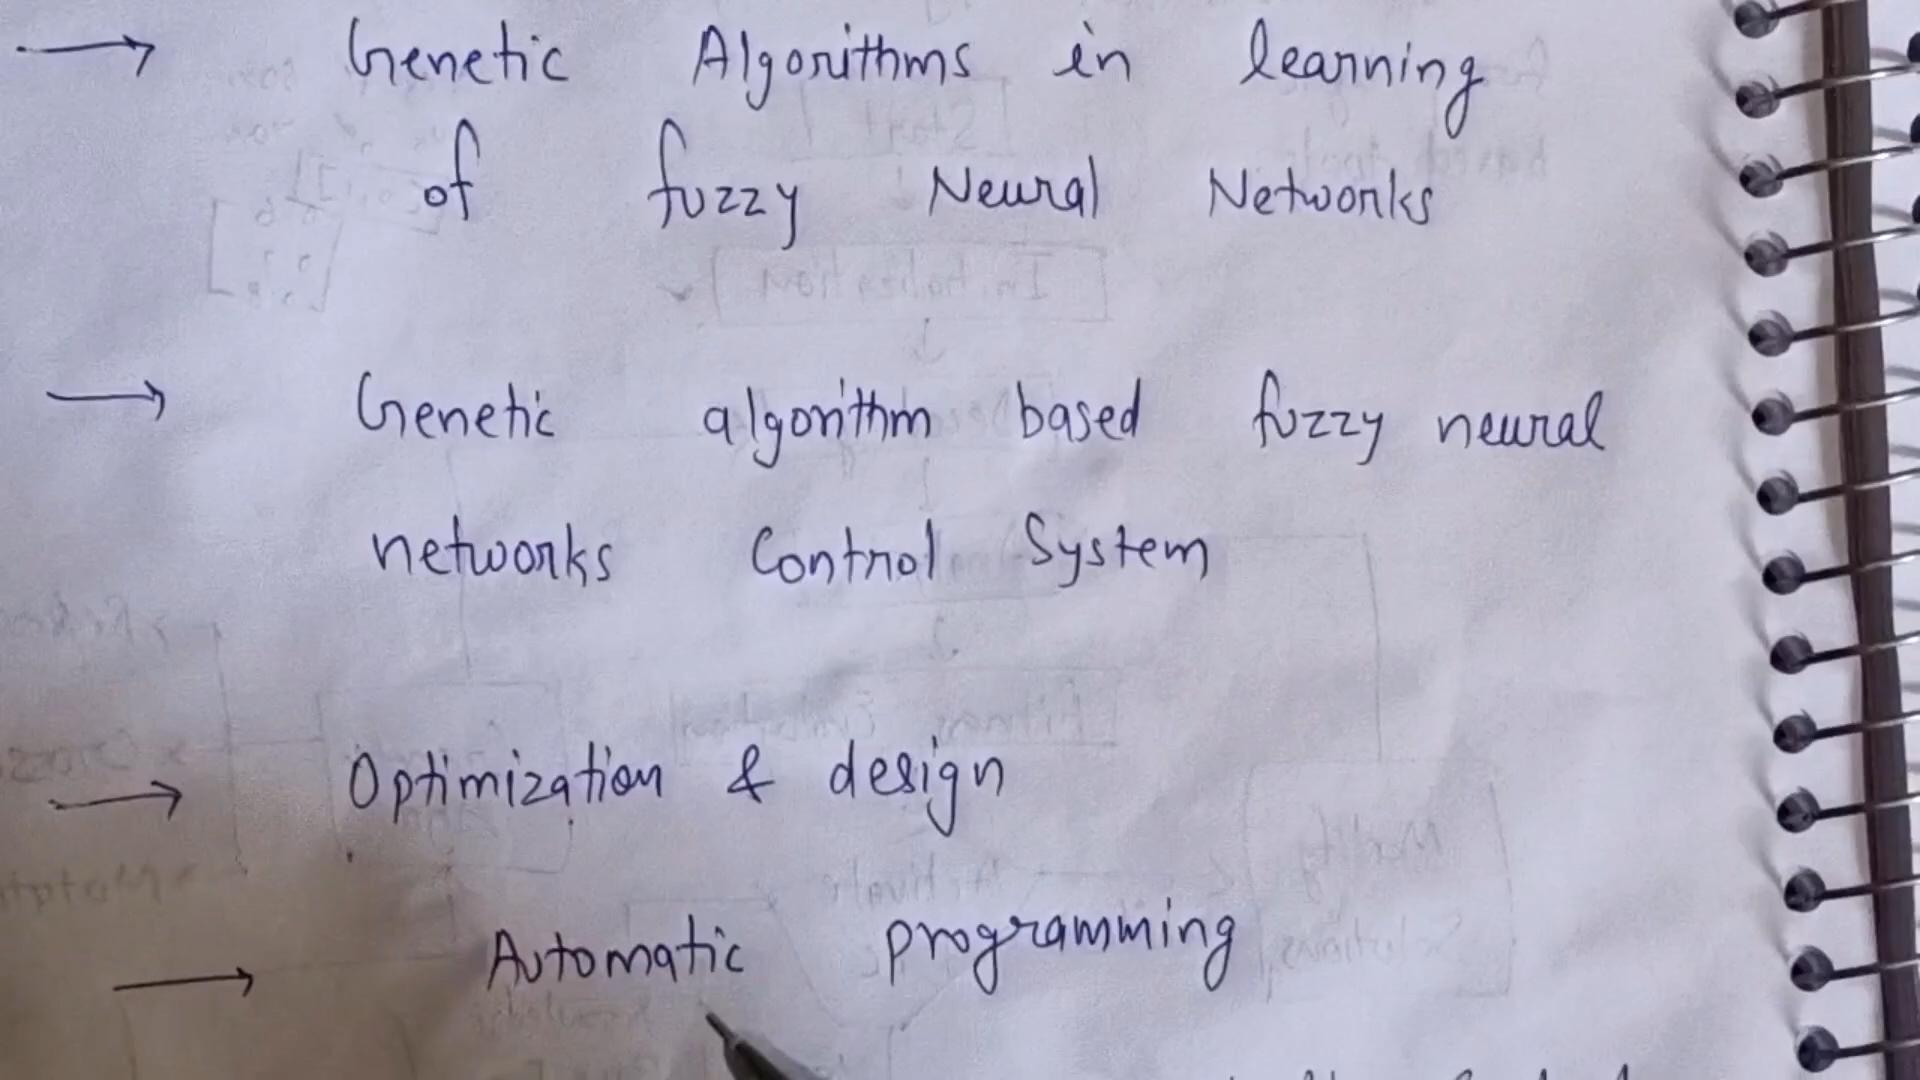 → Genetic Algorithms in learning
of fuzzy Neural Networks
→ Genetic algorithm based fuzzy neural
networks Control System
→ Optimization & design
→ Automatic programming